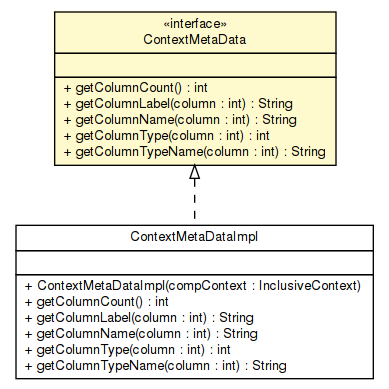 «interface»
ContextMetaData
+ getColumnCount() : int
+ getColumnLabel(column : int) : String
+ getColumnName(column : int) : String
+ getColumnType(column : int) : int
+ getColumnTypeName(column : int) : String
ContextMetaDataImpl
+ ContextMetaDataImpl(compContext : InclusiveContext)
+ getColumnCount() : int
+ getColumnLabel(column : int) : String
+ getColumnName(column : int) : String
+ getColumnType(column : int) : int
+ getColumnTypeName(column : int) : String